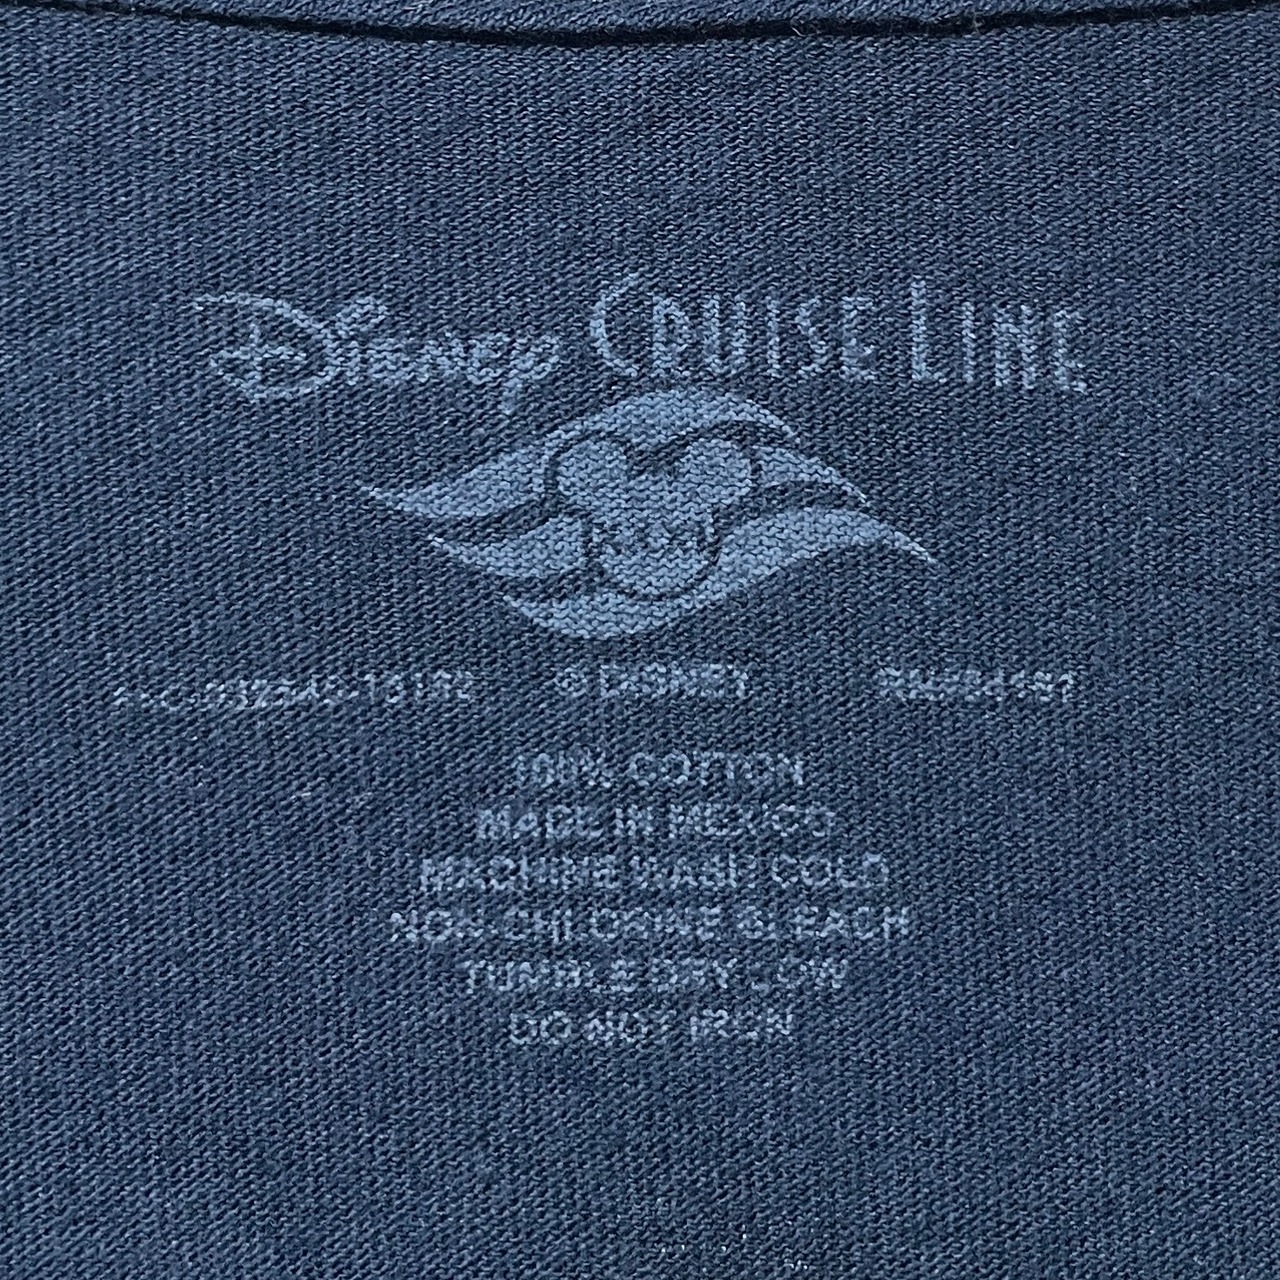 Disney CRUISE LINE
© DISNEY
100% COTTON
MADE IN MEXICO
MACHINE WASH COLD
NON-CHLORINE BLEACH
TUMBLE DRY LOW
DO NOT IRON